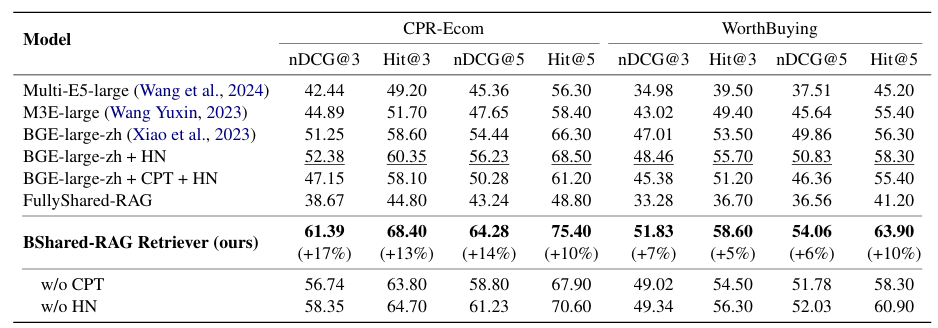 Model CPR-Ecom WorthBuying
nDCG@3 Hit@3 nDCG@5 Hit@5 nDCG@3 Hit@3 nDCG@5 Hit@5
Multi-E5-large (Wang et al., 2024) 42.44 49.20 45.36 56.30 34.98 39.50 37.51 45.20
M3E-large (Wang Yuxin, 2023) 44.89 51.70 47.65 58.40 43.02 49.40 45.64 55.40
BGE-large-zh (Xiao et al., 2023) 51.25 58.60 54.44 66.30 47.01 53.50 49.86 56.30
BGE-large-zh + HN 52.38 60.35 56.23 68.50 48.46 55.70 50.83 58.30
BGE-large-zh + CPT + HN 47.15 58.10 50.28 61.20 45.38 51.20 46.36 55.40
FullyShared-RAG 38.67 44.80 43.24 48.80 33.28 36.70 36.56 41.20
BShared-RAG Retriever (ours) 61.39 68.40 64.28 75.40 51.83 58.60 54.06 63.90
(+17%) (+13%) (+14%) (+10%) (+7%) (+5%) (+6%) (+10%)
w/o CPT 56.74 63.80 58.80 67.90 49.02 54.50 51.78 58.30
w/o HN 58.35 64.70 61.23 70.60 49.34 56.30 52.03 60.90